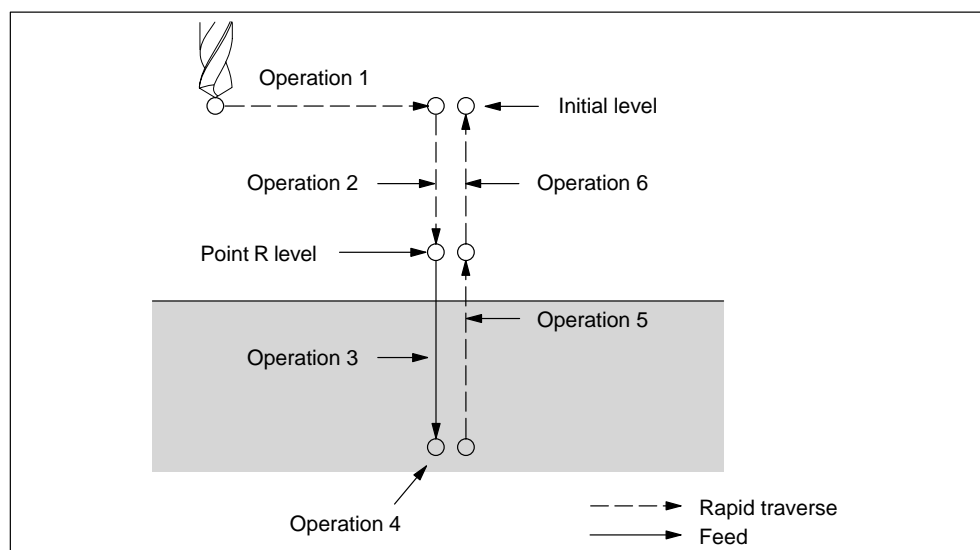 Operation 1
Initial level
Operation 2
Operation 6
Point R level
Operation 5
Operation 3
Operation 4
Rapid traverse
Feed